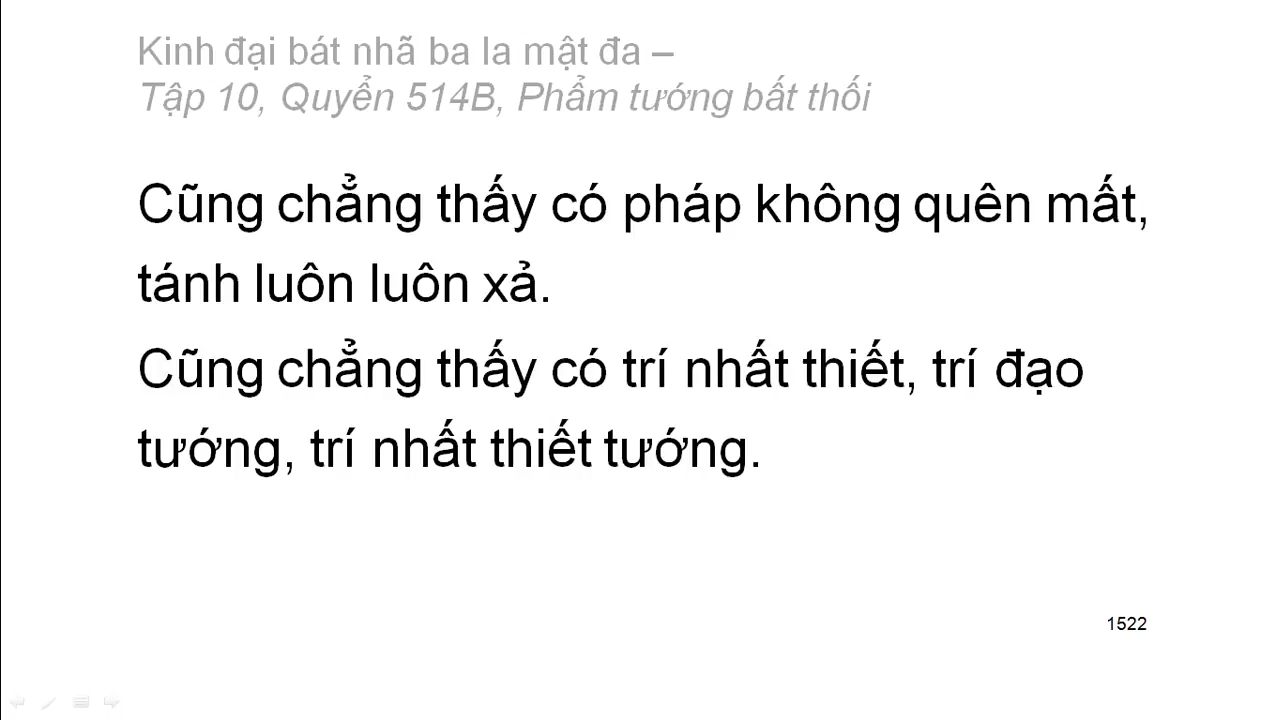 Kinh đại bát nhã ba la mật đa –
Tập 10, Quyển 514B, Phẩm tướng bất thối
Cũng chẳng thấy có pháp không quên mất,
tánh luôn luôn xả.
Cũng chẳng thấy có trí nhất thiết, trí đạo
tướng, trí nhất thiết tướng.
1522